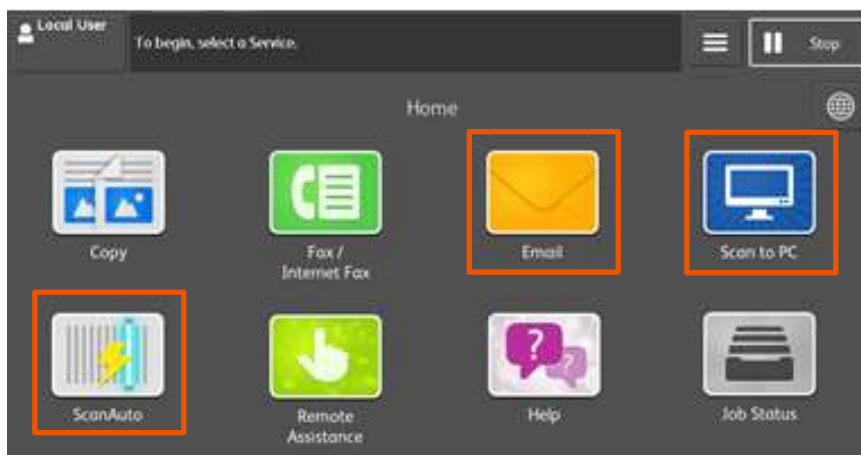 Local User
To begin, select a Service.
Stop
Home
Copy
Fax /
Internet Fax
Email
Scan to PC
ScanAuto
Remote
Assistance
Help
Job Status